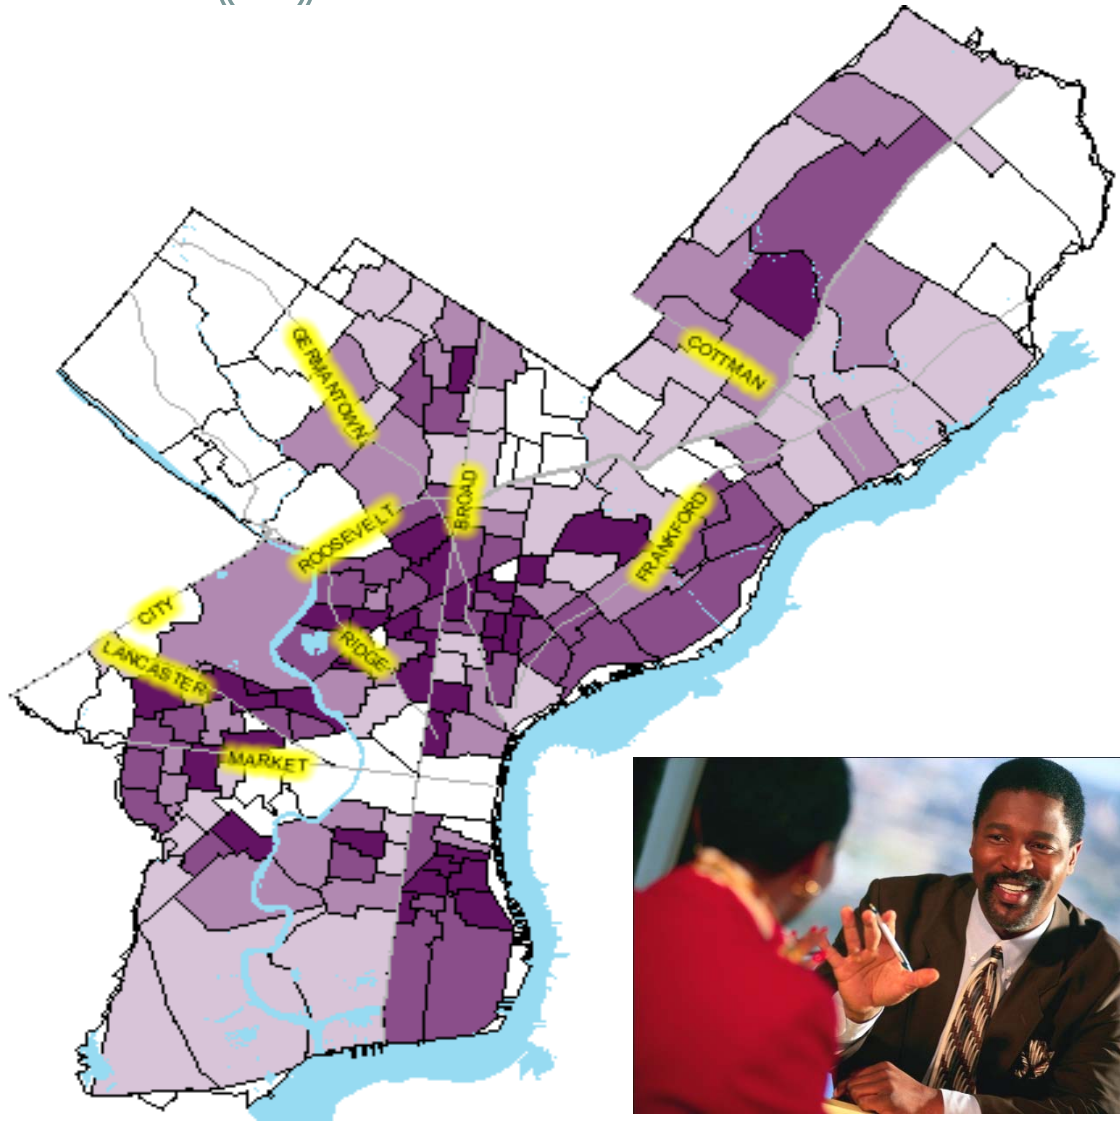 COTTMAN
GERMANTOWN
BROAD
ROOSEVELT
FRANKFORD
CITY
RIDGE
LANCASTER
MARKET